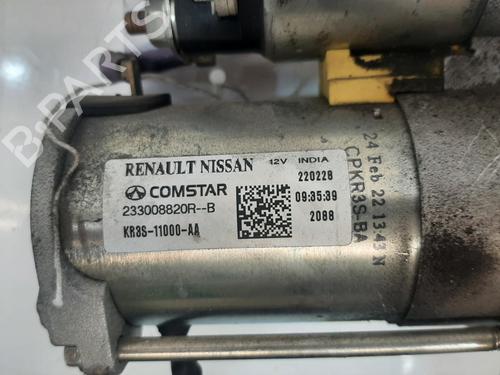 B-PARTS
RENAULT NISSAN 12V INDIA
COMSTAR 220228
233008820R--B 09:35:39
KR3S-11000-AA 2088
24 Feb 22 13:43 N
CPKR3S-BA